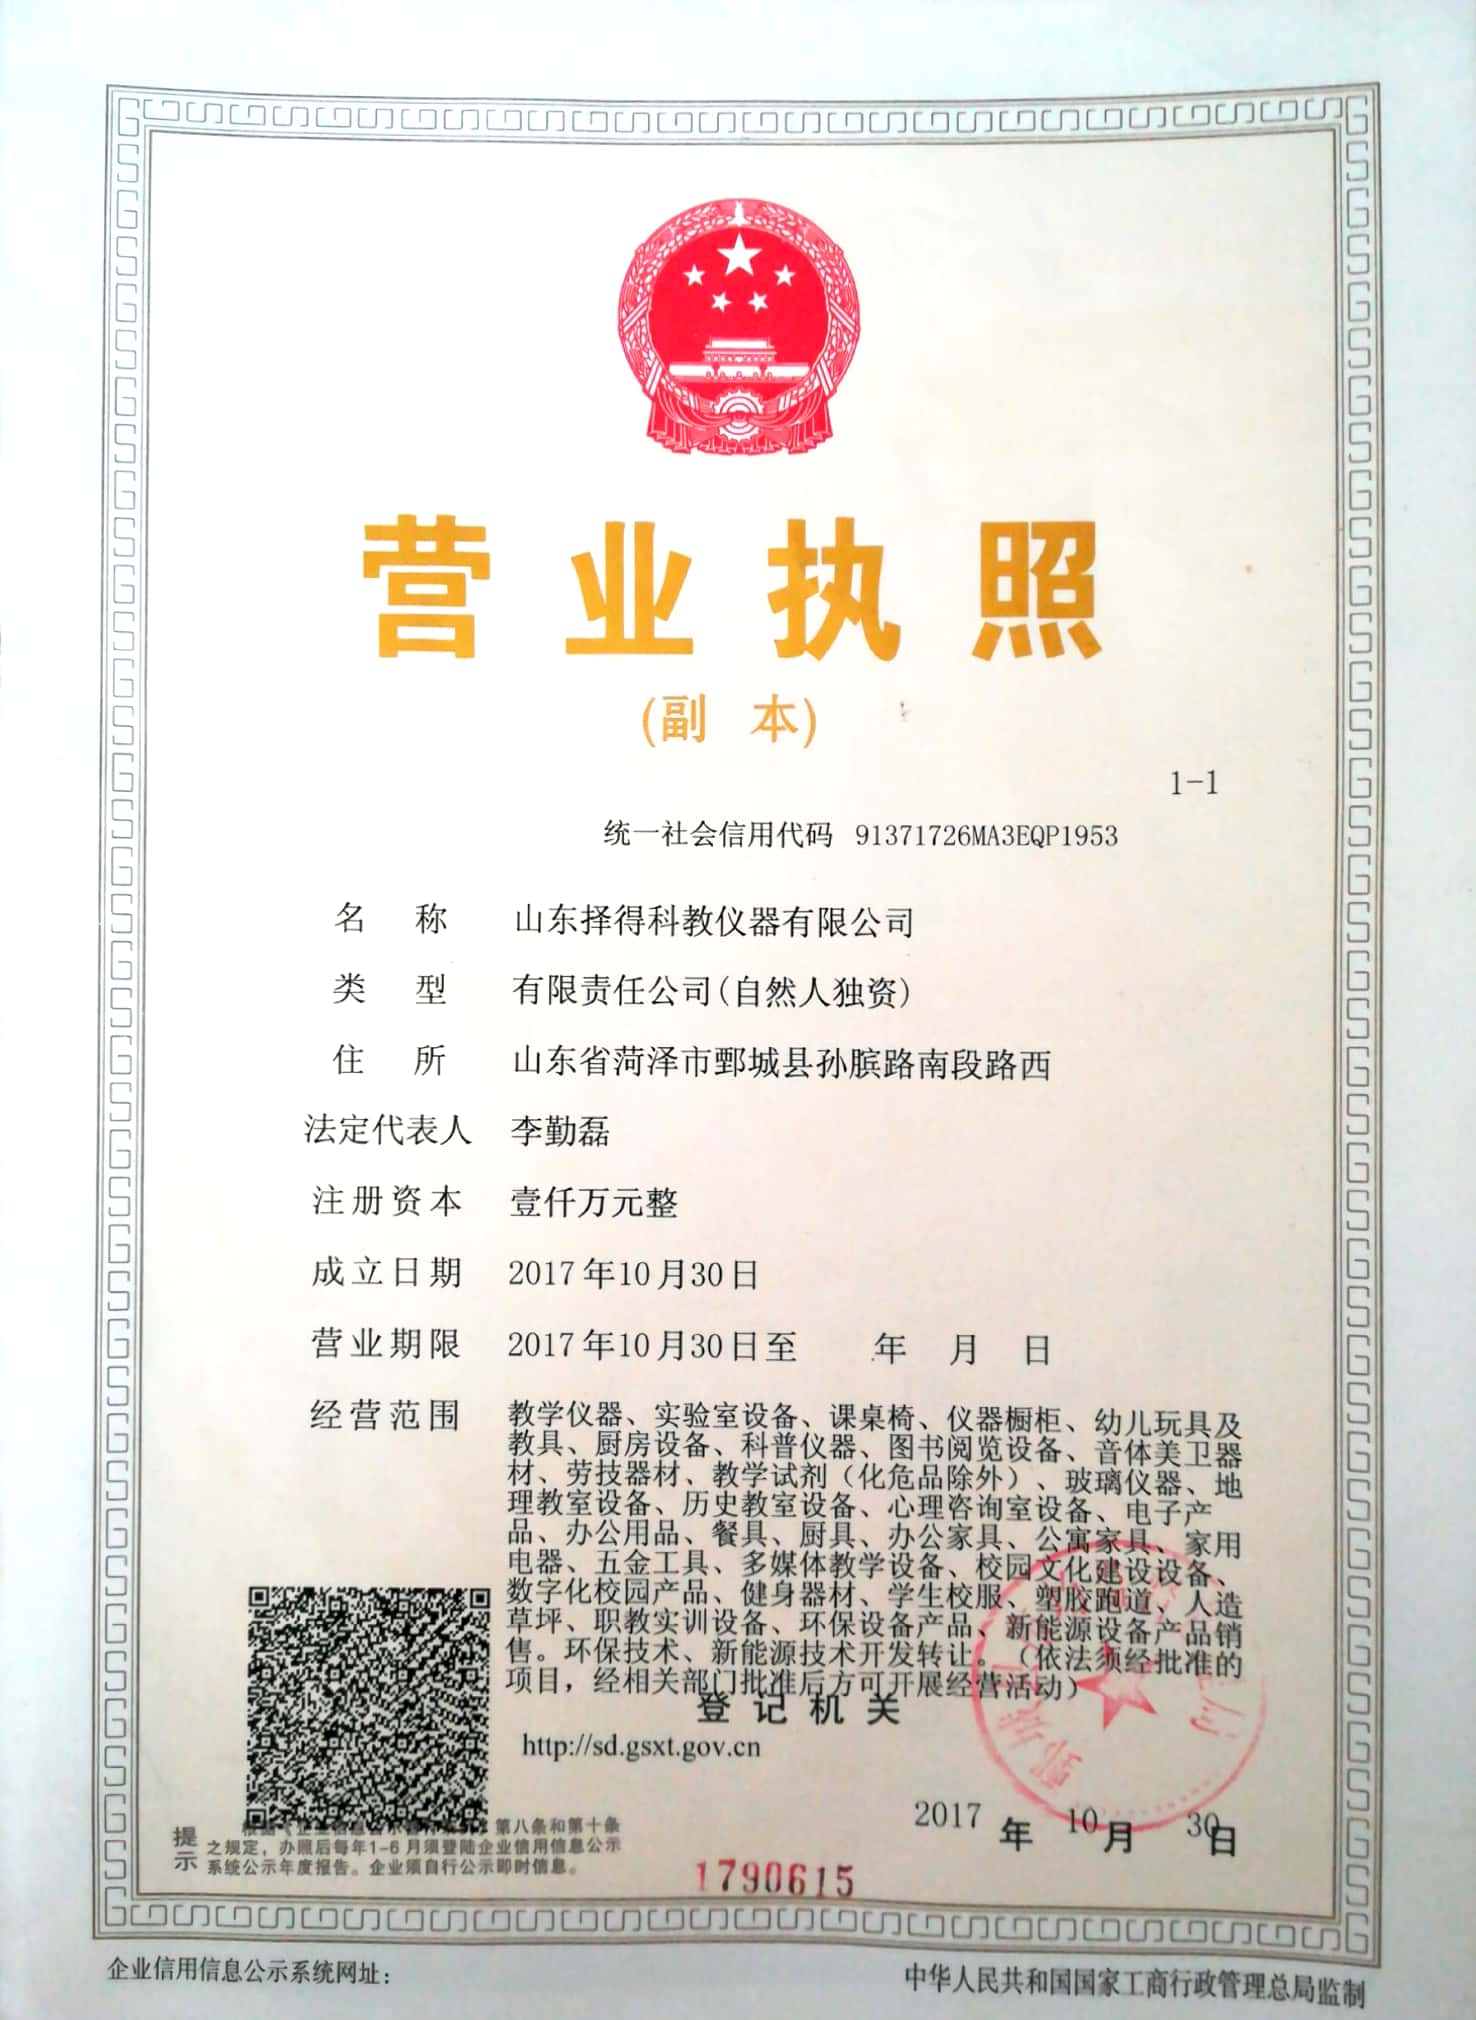 营业执照
(副 本)
1-1
统一社会信用代码 91371726MA3EQP1953
名 称 山东择得科教仪器有限公司
类 型 有限责任公司(自然人独资)
住 所 山东省菏泽市鄄城县孙膑路南段路西
法定代表人 李勤磊
注册资本 壹仟万元整
成立日期 2017年10月30日
营业期限 2017年10月30日至 年 月 日
经营范围 教学仪器、实验室设备、课桌椅、仪器橱柜、幼儿玩具及
教具、厨房设备、科普仪器、图书阅览设备、音体美卫器
材、劳技器材、教学试剂（化危品除外）、玻璃仪器、地
理教室设备、历史教室设备、心理咨询室设备、电子产
品、办公用品、餐具、厨具、办公家具、公寓家具、家用
电器、五金工具、多媒体教学设备、校园文化建设设备、
数字化校园产品、健身器材、学生校服、塑胶跑道、人造
草坪、职教实训设备、环保设备产品、新能源设备产品销
售。环保技术、新能源技术开发转让。（依法须经批准的
项目，经相关部门批准后方可开展经营活动）
登记机关
http://sd.gsxt.gov.cn
2017 年 10 月 30 日
提示
第八条和第十条
之规定，办照后每年1-6月须登陆企业信用信息公示
系统公示年度报告。企业须自行公示即时信息。
1790615
企业信用信息公示系统网址：
中华人民共和国国家工商行政管理总局监制